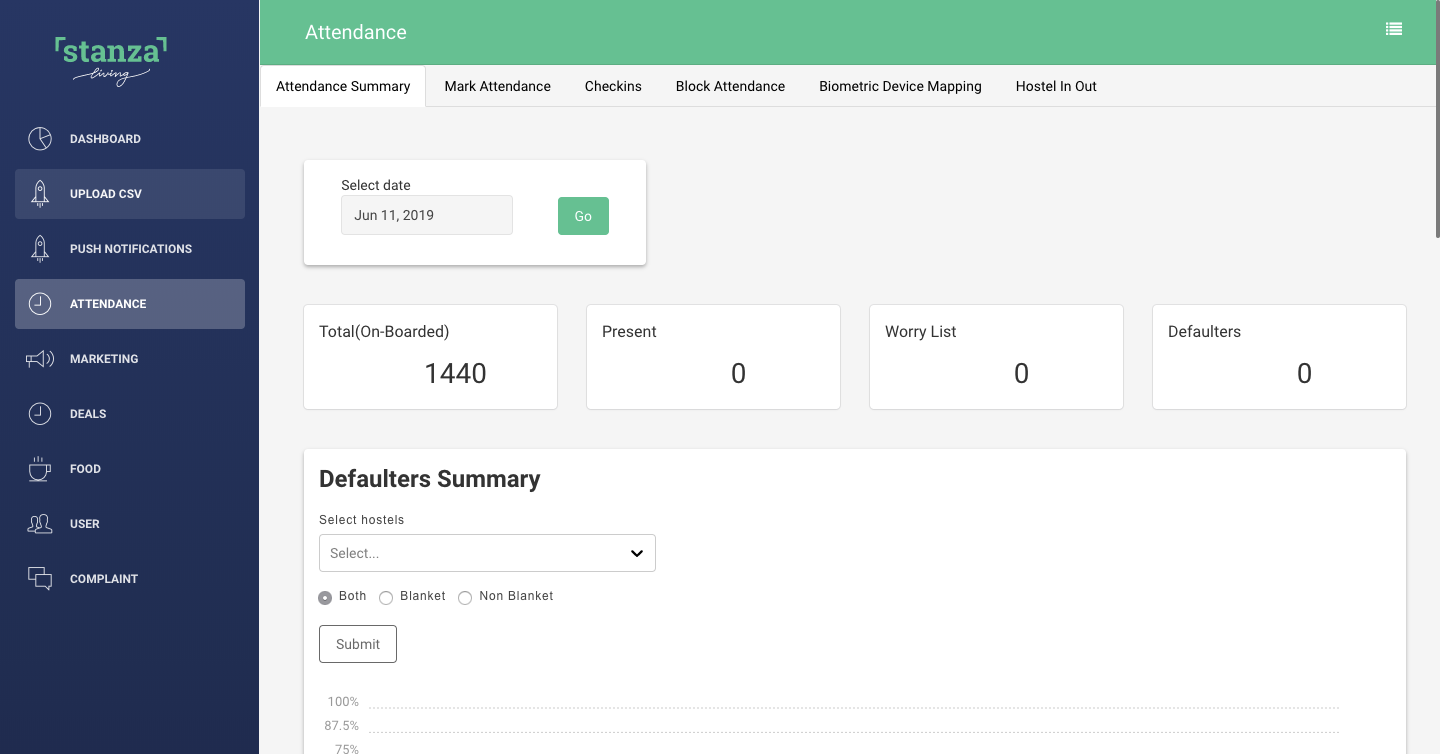 stanza
living
DASHBOARD
UPLOAD CSV
PUSH NOTIFICATIONS
ATTENDANCE
MARKETING
DEALS
FOOD
USER
COMPLAINT
Attendance
Attendance Summary Mark Attendance Checkins Block Attendance Biometric Device Mapping Hostel In Out
Select date
Jun 11, 2019
Go
Total(On-Boarded)
1440
Present
0
Worry List
0
Defaulters
0
Defaulters Summary
Select hostels
Select...
Both Blanket Non Blanket
Submit
100%
87.5%
75%